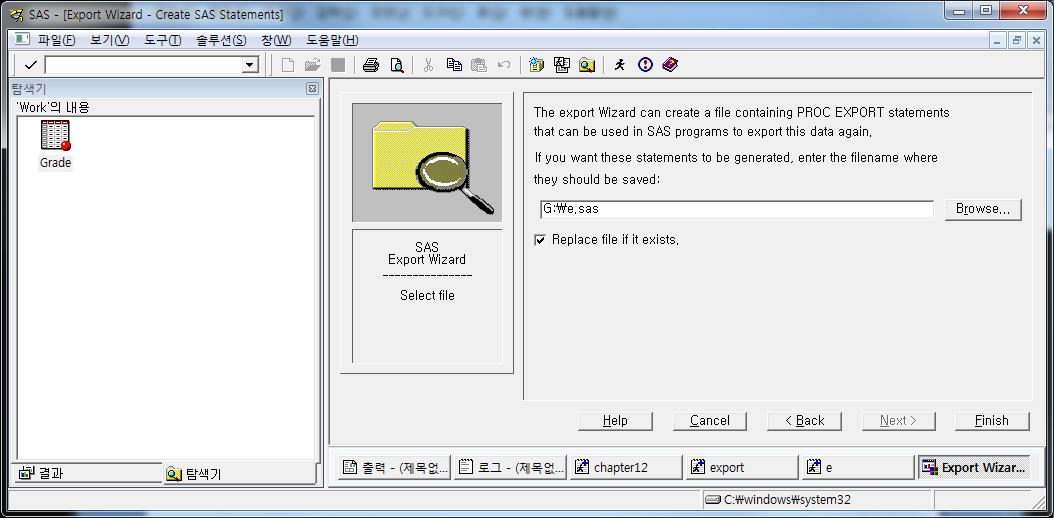 SAS - [Export Wizard - Create SAS Statements]
파일(F) 보기(V) 도구(T) 솔루션(S) 창(W) 도움말(H)
탐색기
'Work'의 내용
Grade
SAS
Export Wizard
---------------
Select file
The export Wizard can create a file containing PROC EXPORT statements
that can be used in SAS programs to export this data again.
If you want these statements to be generated, enter the filename where
they should be saved:
G:₩e.sas
Browse...
Replace file if it exists.
Help Cancel < Back Next > Finish
결과 탐색기
출력 - (제목없... 로그 - (제목없... chapter12 export e Export Wizar...
C:₩windows₩system32